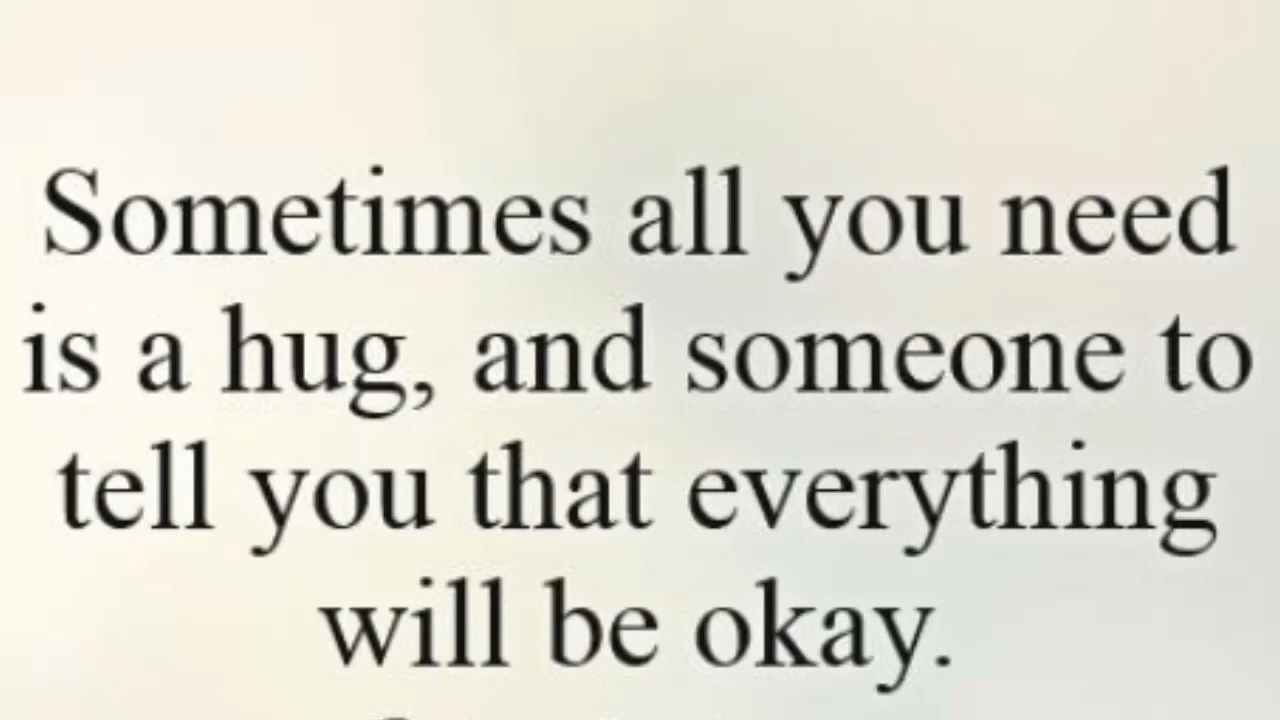 Sometimes all you need
is a hug, and someone to
tell you that everything
will be okay.